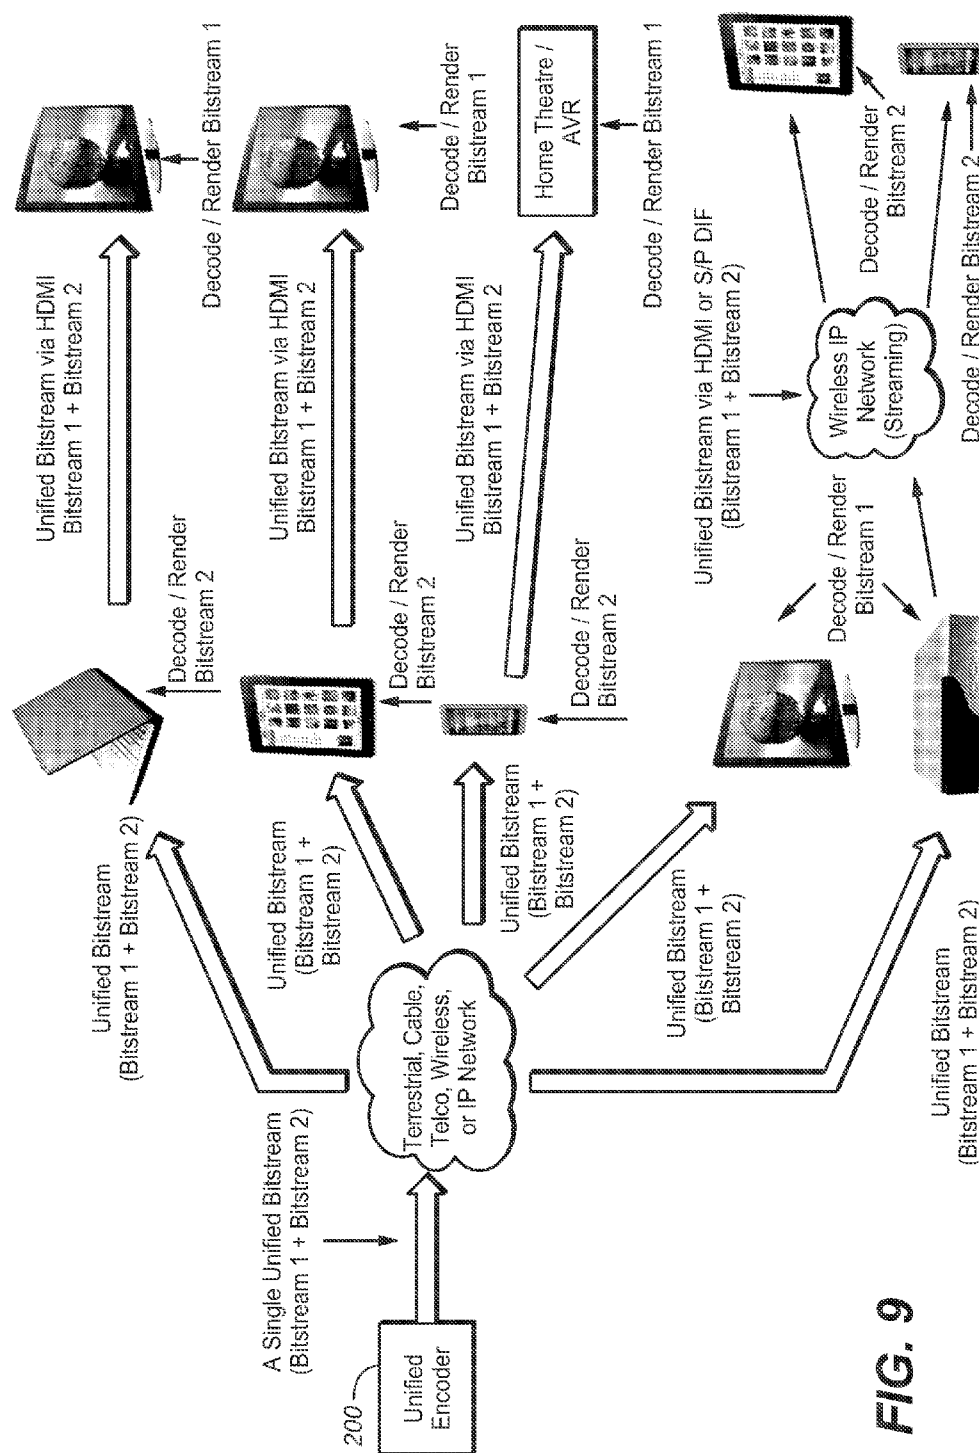 200
Unified
Encoder
A Single Unified Bitstream
(Bitstream 1 + Bitstream 2)
Terrestrial, Cable,
Telco, Wireless,
or IP Network
Unified Bitstream
(Bitstream 1 + Bitstream 2)
Unified Bitstream
(Bitstream 1 +
Bitstream 2)
Unified Bitstream
(Bitstream 1 +
Bitstream 2)
Unified Bitstream
(Bitstream 1 +
Bitstream 2)
Unified Bitstream
(Bitstream 1 + Bitstream 2)
Decode / Render
Bitstream 2
Decode / Render
Bitstream 2
Decode / Render
Bitstream 2
Unified Bitstream via HDMI
Bitstream 1 + Bitstream 2
Unified Bitstream via HDMI
Bitstream 1 + Bitstream 2
Unified Bitstream via HDMI
Bitstream 1 + Bitstream 2
Decode / Render Bitstream 1
Decode / Render
Bitstream 1
Home Theatre /
AVR
Decode / Render Bitstream 1
Unified Bitstream via HDMI or S/P DIF
(Bitstream 1 + Bitstream 2)
Decode / Render
Bitstream 1
Wireless IP
Network
(Streaming)
Decode / Render
Bitstream 2
Decode / Render Bitstream 2
FIG. 9